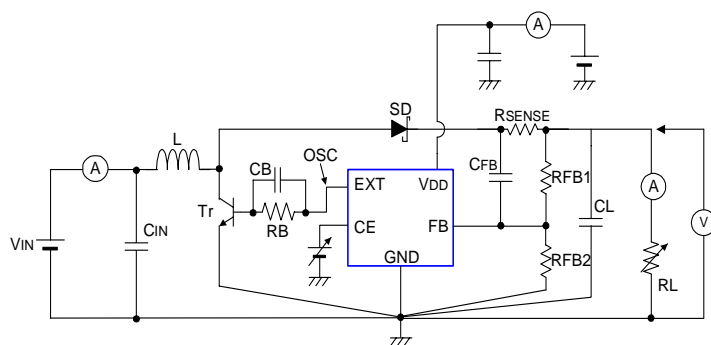 A
SD
RSENSE
L
OSC
CB
A
EXT
VDD
CFB
RFB1
A
Tr
RB
CE
FB
CL
V
VIN
CIN
GND
RFB2
RL